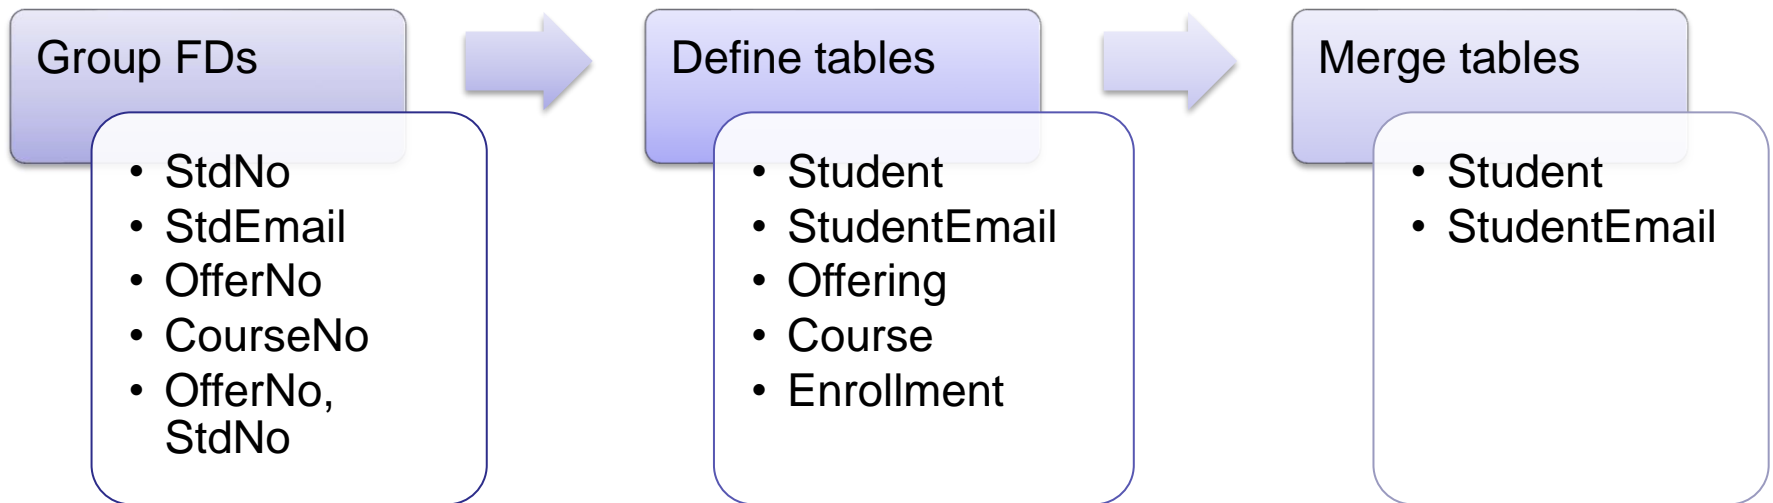 Group FDs
• StdNo
• StdEmail
• OfferNo
• CourseNo
• OfferNo,
StdNo
Define tables
• Student
• StudentEmail
• Offering
• Course
• Enrollment
Merge tables
• Student
• StudentEmail